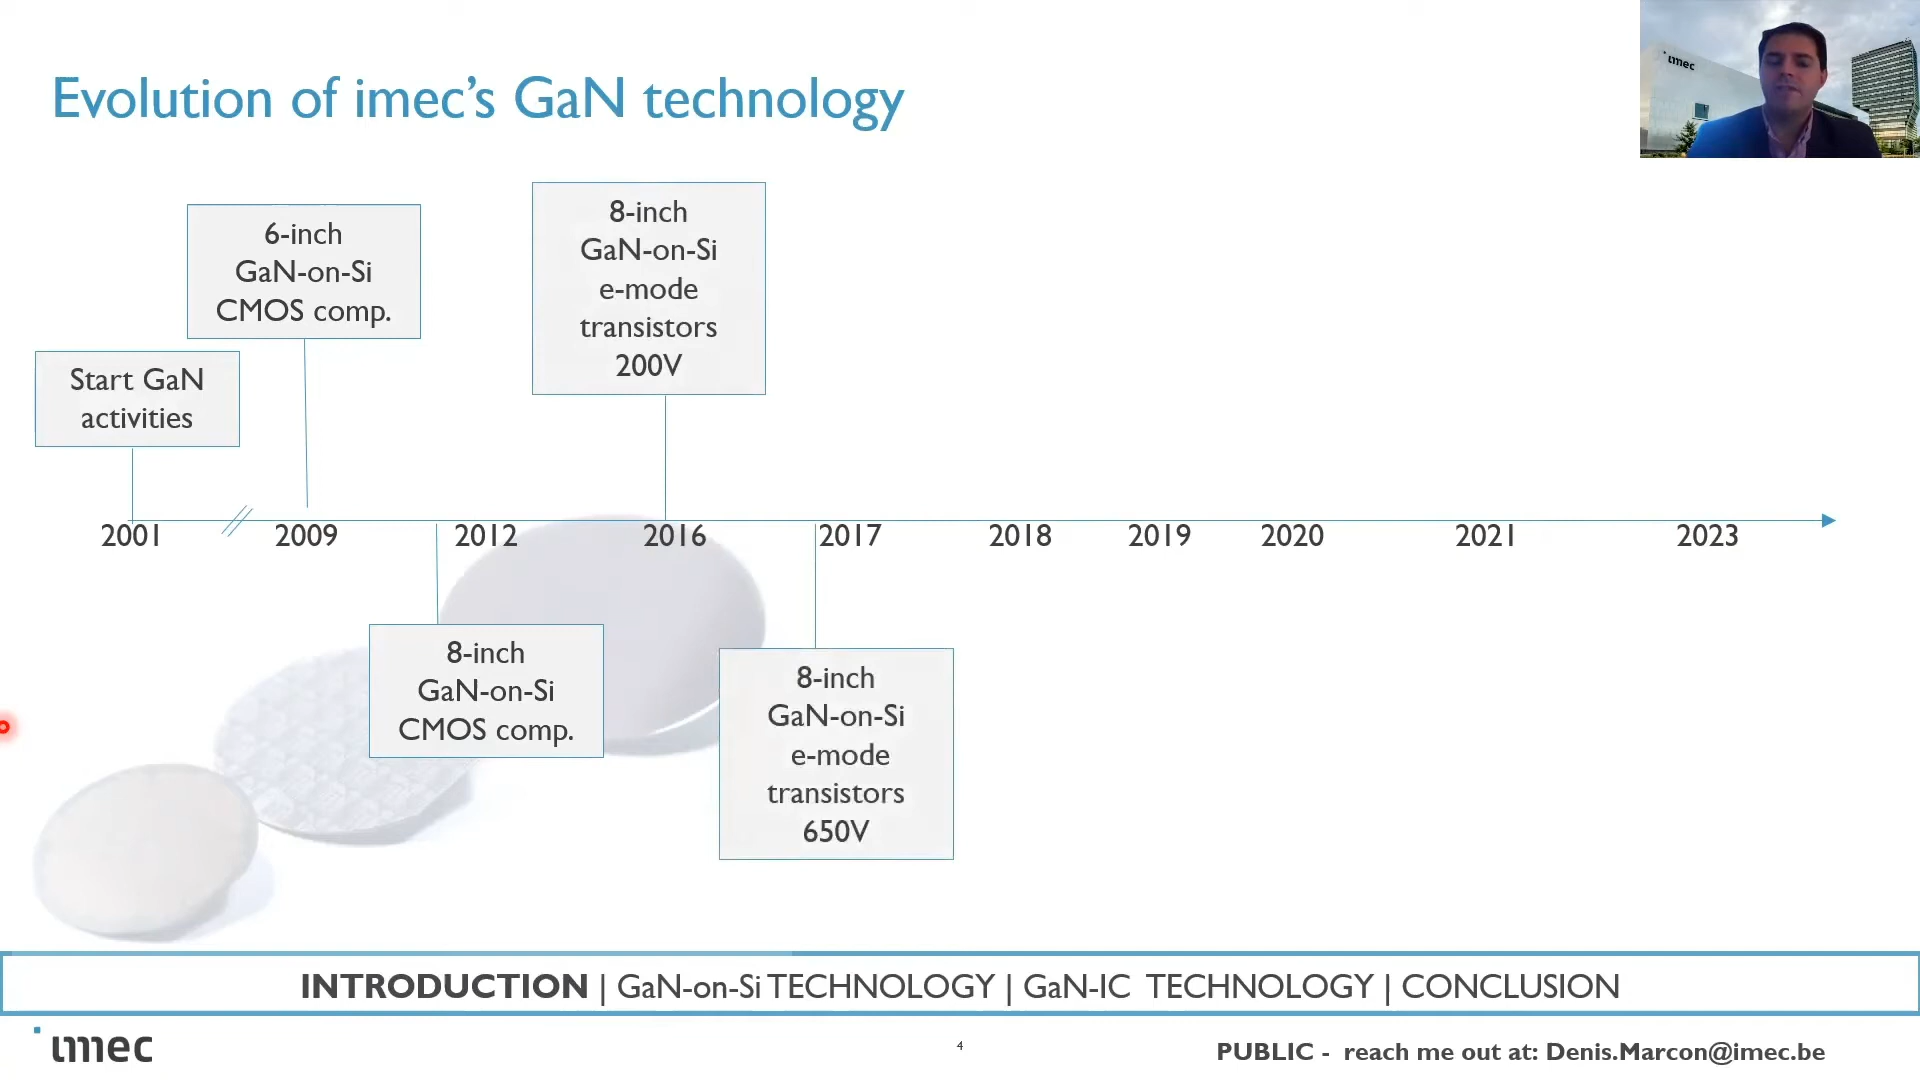 Evolution of imec's GaN technology
imec
6-inch
GaN-on-Si
CMOS comp.
8-inch
GaN-on-Si
e-mode
transistors
200V
Start GaN
activities
2001 2009 2012 2016 2017 2018 2019 2020 2021 2023
8-inch
GaN-on-Si
CMOS comp.
8-inch
GaN-on-Si
e-mode
transistors
650V
INTRODUCTION | GaN-on-Si TECHNOLOGY | GaN-IC TECHNOLOGY | CONCLUSION
imec
4
PUBLIC - reach me out at: Denis.Marcon@imec.be